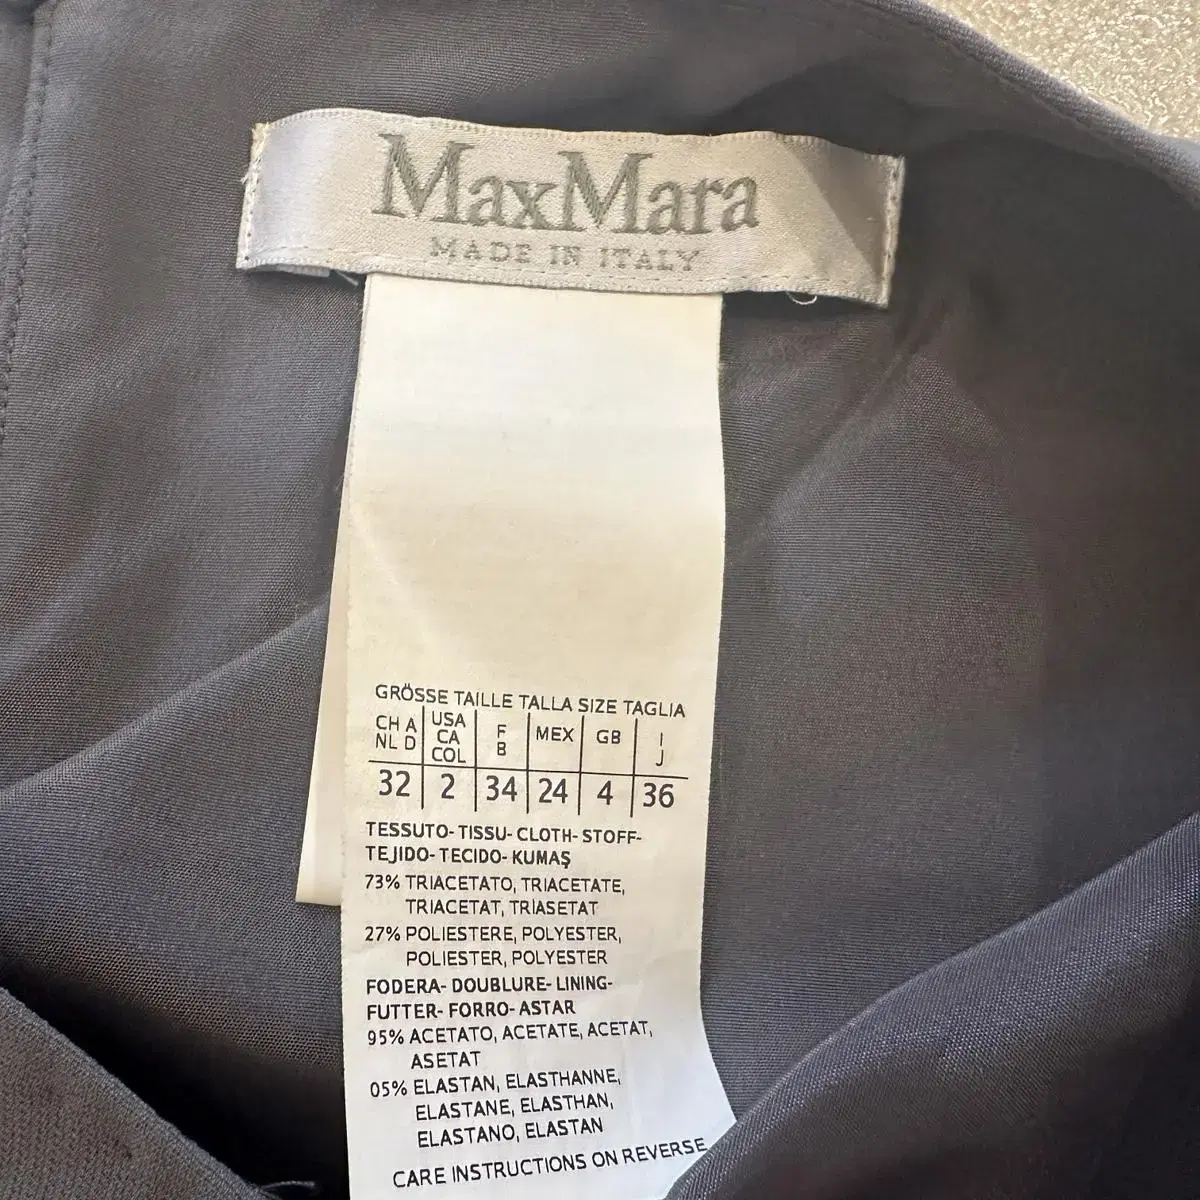 MaxMara
MADE IN ITALY
GRÖSSE TAILLE TALLA SIZE TAGLIA
CH A USA F MEX GB I
NL D CA B J
COL
32 2 34 24 4 36
TESSUTO-TISSU-CLOTH-STOFF-
TEJIDO-TECIDO-KUMAŞ
73% TRIACETATO, TRIACETATE,
TRIACETAT, TRİASETAT
27% POLIESTERE, POLYESTER,
POLIESTER, POLYESTER
FODERA-DOUBLURE-LINING-
FUTTER-FORRO-ASTAR
95% ACETATO, ACETATE, ACETAT,
ASETAT
05% ELASTAN, ELASTHANNE,
ELASTANE, ELASTHAN,
ELASTANO, ELASTAN
CARE INSTRUCTIONS ON REVERSE